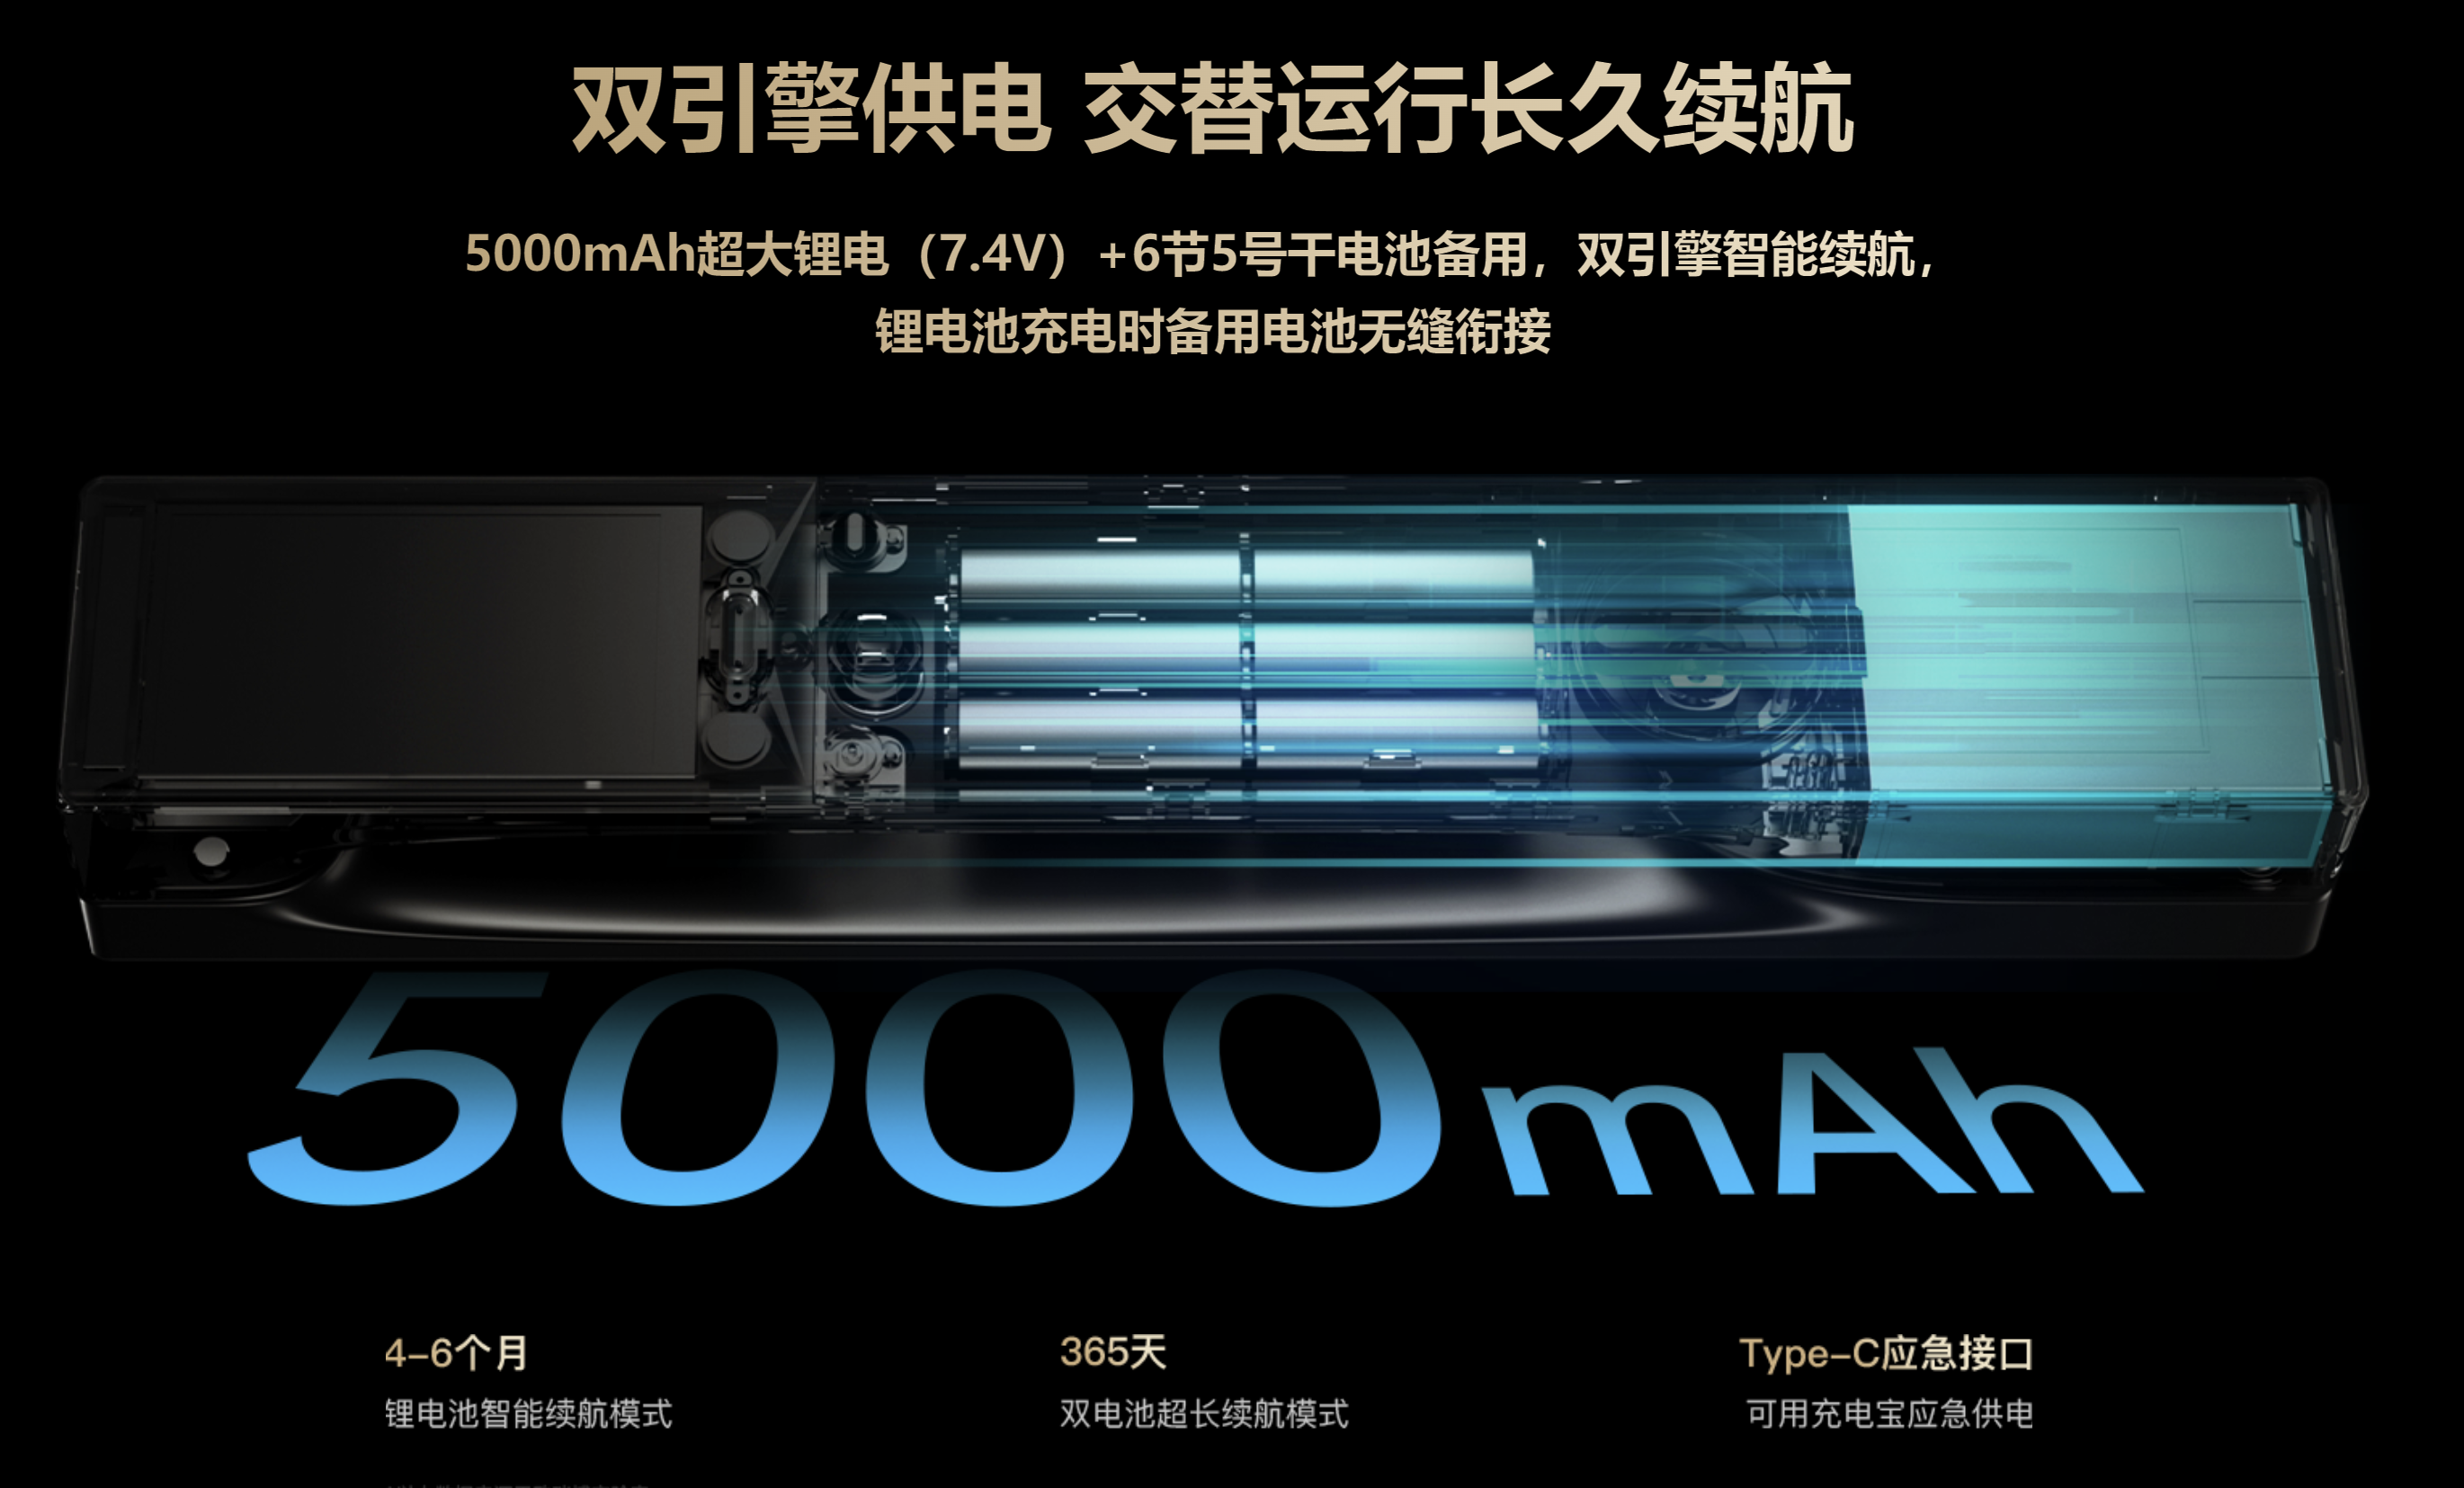 双引擎供电 交替运行长久续航
5000mAh超大锂电（7.4V）+6节5号干电池备用，双引擎智能续航，
锂电池充电时备用电池无缝衔接
5000mAh
4–6个月
锂电池智能续航模式
365天
双电池超长续航模式
Type–C应急接口
可用充电宝应急供电